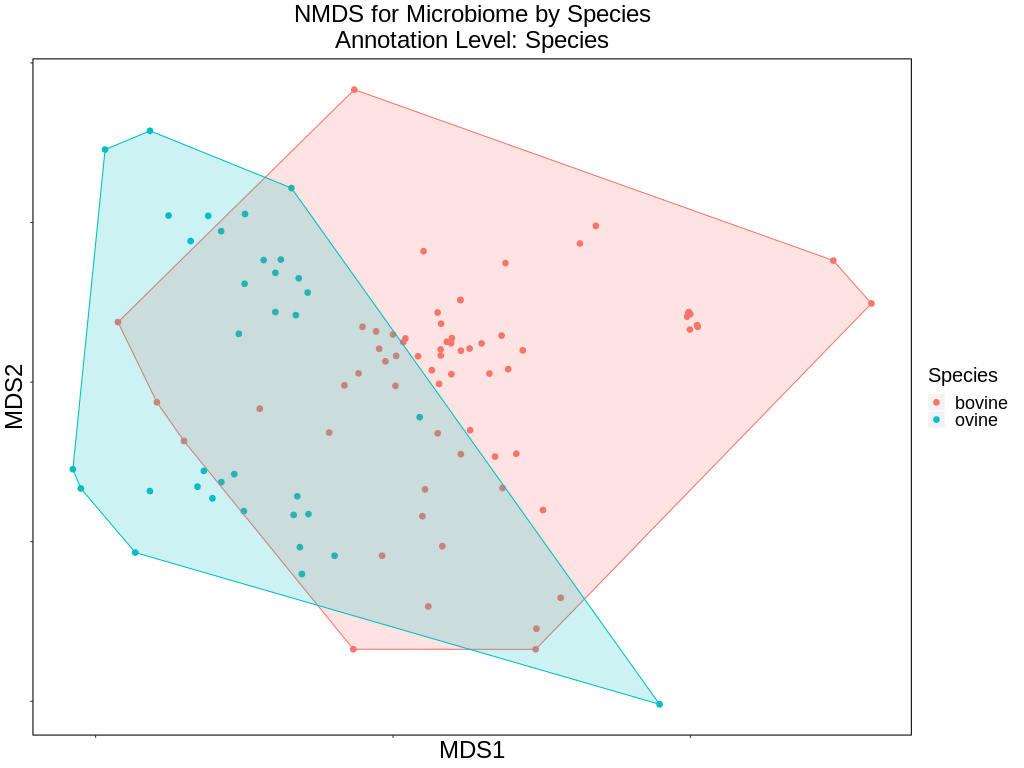 NMDS for Microbiome by Species
Annotation Level: Species
MDS2
MDS1
Species
bovine
ovine